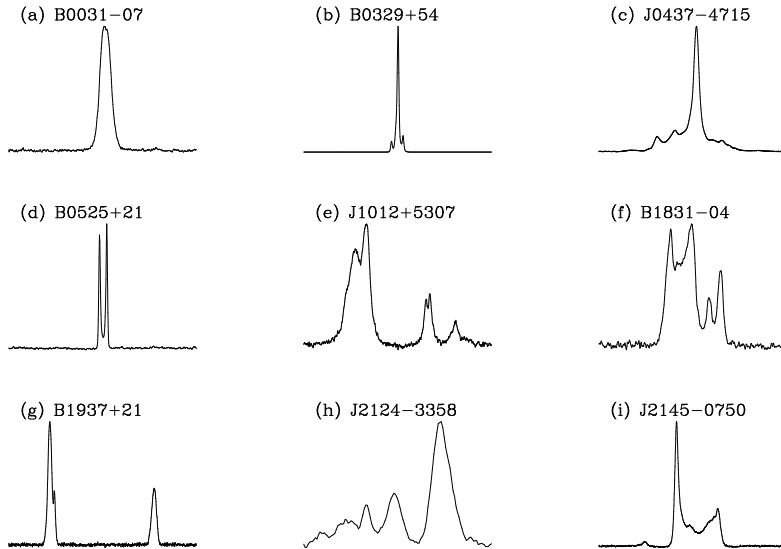 (a) B0031−07
(b) B0329+54
(c) J0437−4715
(d) B0525+21
(e) J1012+5307
(f) B1831−04
(g) B1937+21
(h) J2124−3358
(i) J2145−0750